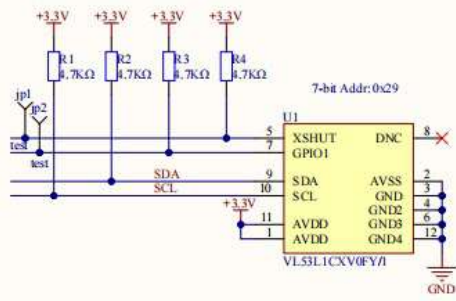 +3.3V +3.3V +3.3V +3.3V
R1 R2 R3 R4
4.7KΩ 4.7KΩ 4.7KΩ 4.7KΩ
7-bit Addr:0x29
jp1
jp2
U1
test
test
5 XSHUT DNC 8
7 GPIO1
SDA 9 SDA AVSS 2
SCL 10 SCL GND 3
GND2 4
+3.3V
11 AVDD GND3 6
1 AVDD GND4 12
VL53L1CXV0FY/1
GND